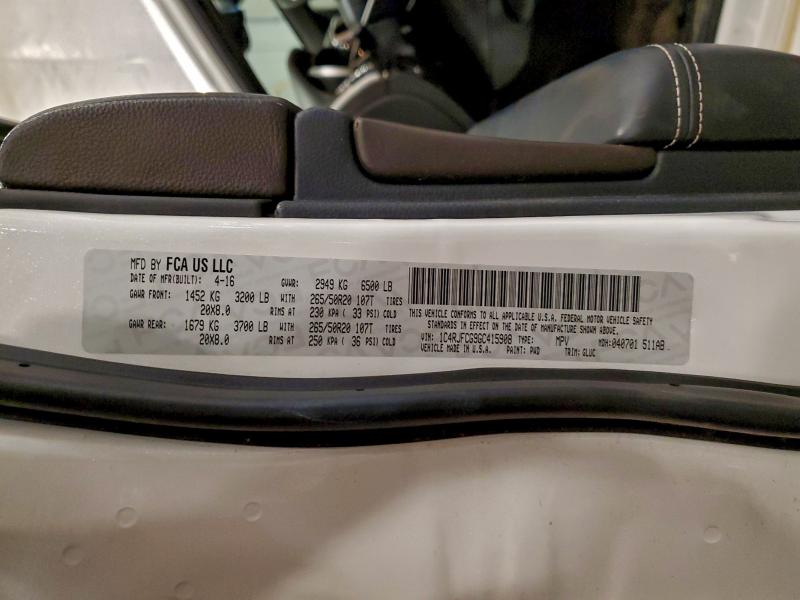 MFD BY FCA US LLC
DATE OF MFR(BUILT): 4-16 GVWR: 2949 KG 6500 LB
GAWR FRONT: 1452 KG 3200 LB WITH 265/50R20 107T TIRES
20X8.0 RIMS AT 230 KPA ( 33 PSI) COLD
GAWR REAR: 1679 KG 3700 LB WITH 265/50R20 107T TIRES
20X8.0 RIMS AT 250 KPA ( 36 PSI) COLD
THIS VEHICLE CONFORMS TO ALL APPLICABLE U.S.A. FEDERAL MOTOR VEHICLE SAFETY
STANDARDS IN EFFECT ON THE DATE OF MANUFACTURE SHOWN ABOVE.
VIN: 1C4RJFCG9GC415908 TYPE: MPV MDH:040701 511AB
VEHICLE MADE IN U.S.A. PAINT: PWD TRIM: GLUC